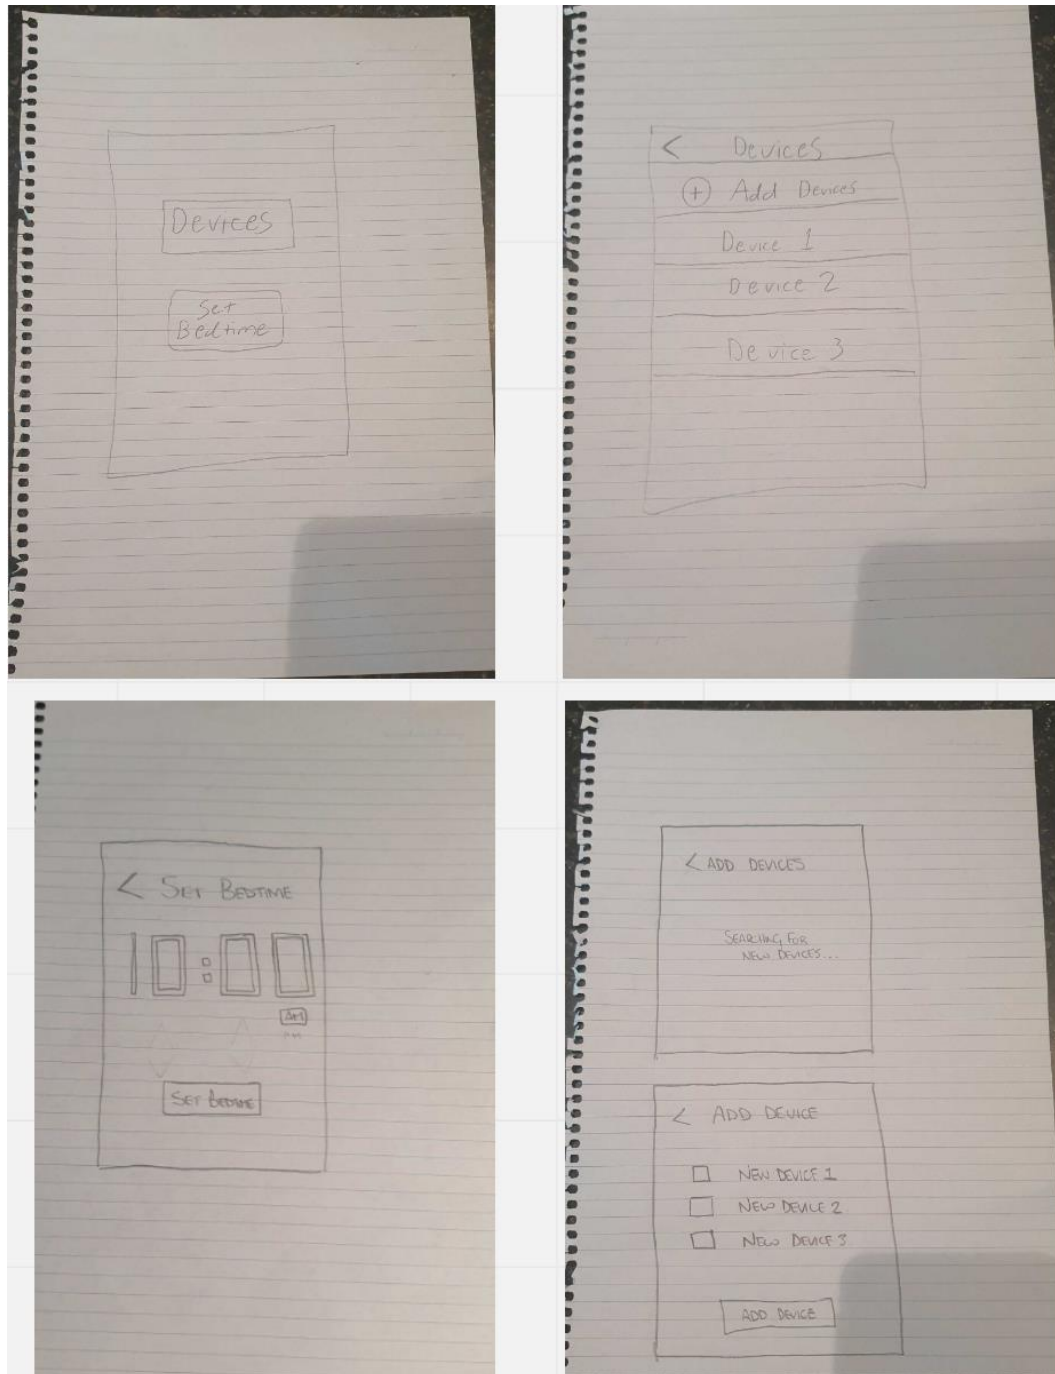 Devices
Set
Bedtime
< Devices
+ Add Devices
Device 1
Device 2
Device 3
< SET BEDTIME
10:00
AM
SET BEDTIME
< ADD DEVICES
SEARCHING FOR
NEW DEVICES...
< ADD DEVICE
NEW DEVICE 1
NEW DEVICE 2
NEW DEVICE 3
ADD DEVICE